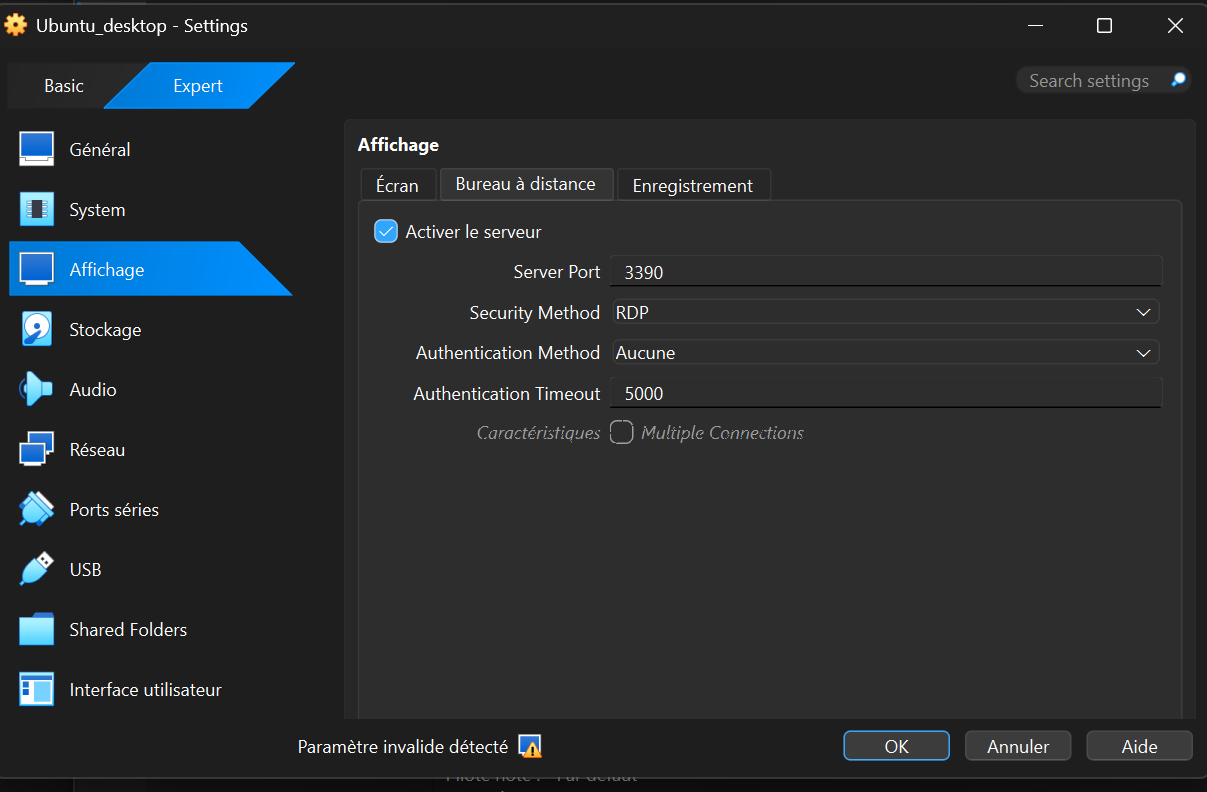 Ubuntu_desktop - Settings
Basic
Expert
Search settings
Général
System
Affichage
Stockage
Audio
Réseau
Ports séries
USB
Shared Folders
Interface utilisateur
Affichage
Écran
Bureau à distance
Enregistrement
Activer le serveur
Server Port 3390
Security Method RDP
Authentication Method Aucune
Authentication Timeout 5000
Caractéristiques Multiple Connections
Paramètre invalide détecté
OK
Annuler
Aide